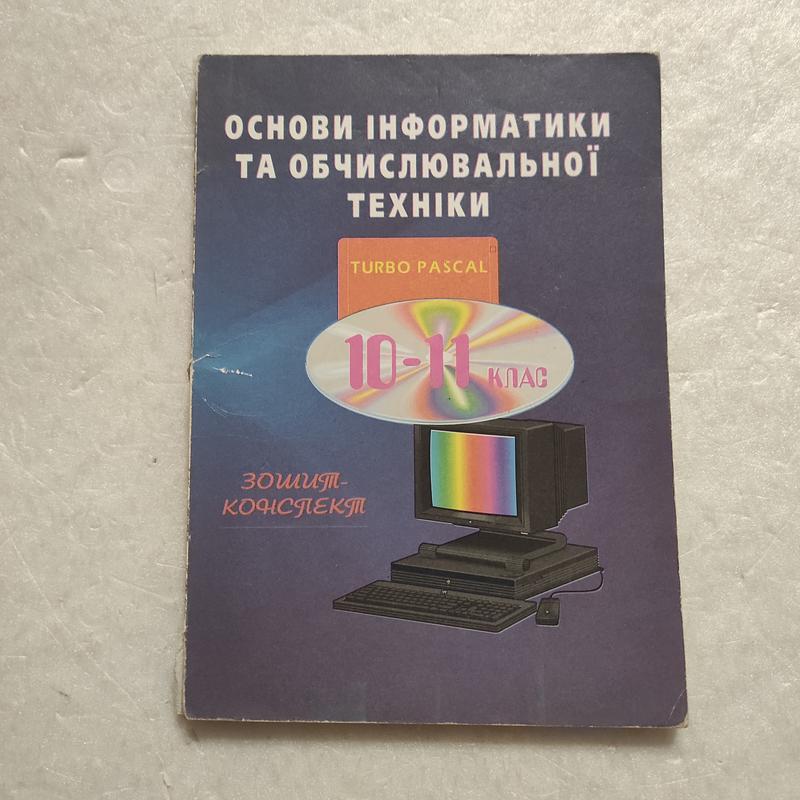 ОСНОВИ ІНФОРМАТИКИ
ТА ОБЧИСЛЮВАЛЬНОЇ
ТЕХНІКИ
TURBO PASCAL
10-11 КЛАС
ЗОШИТ-
КОНСПЕКТ